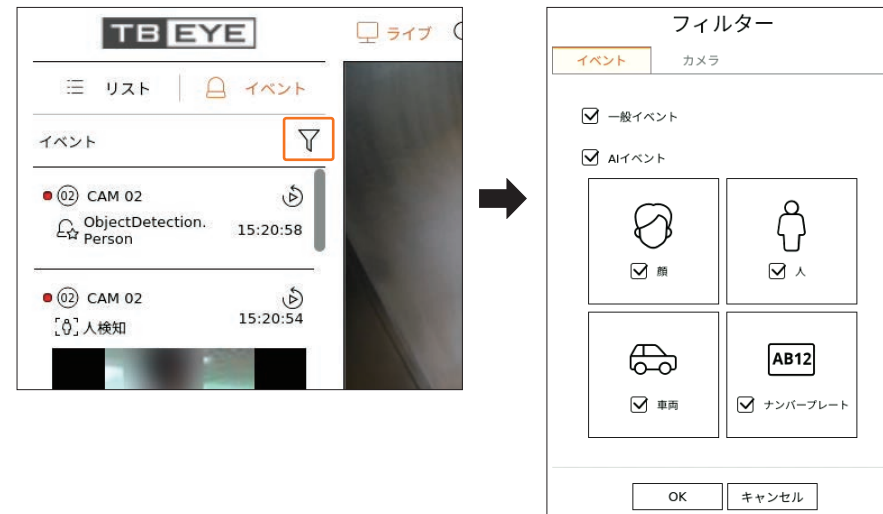 TB EYE
ライブ
リスト
イベント
イベント
02 CAM 02
ObjectDetection.
Person
15:20:58
02 CAM 02
人検知
15:20:54
フィルター
イベント
カメラ
一般イベント
AIイベント
顔
人
車両
AB12
ナンバープレート
OK
キャンセル